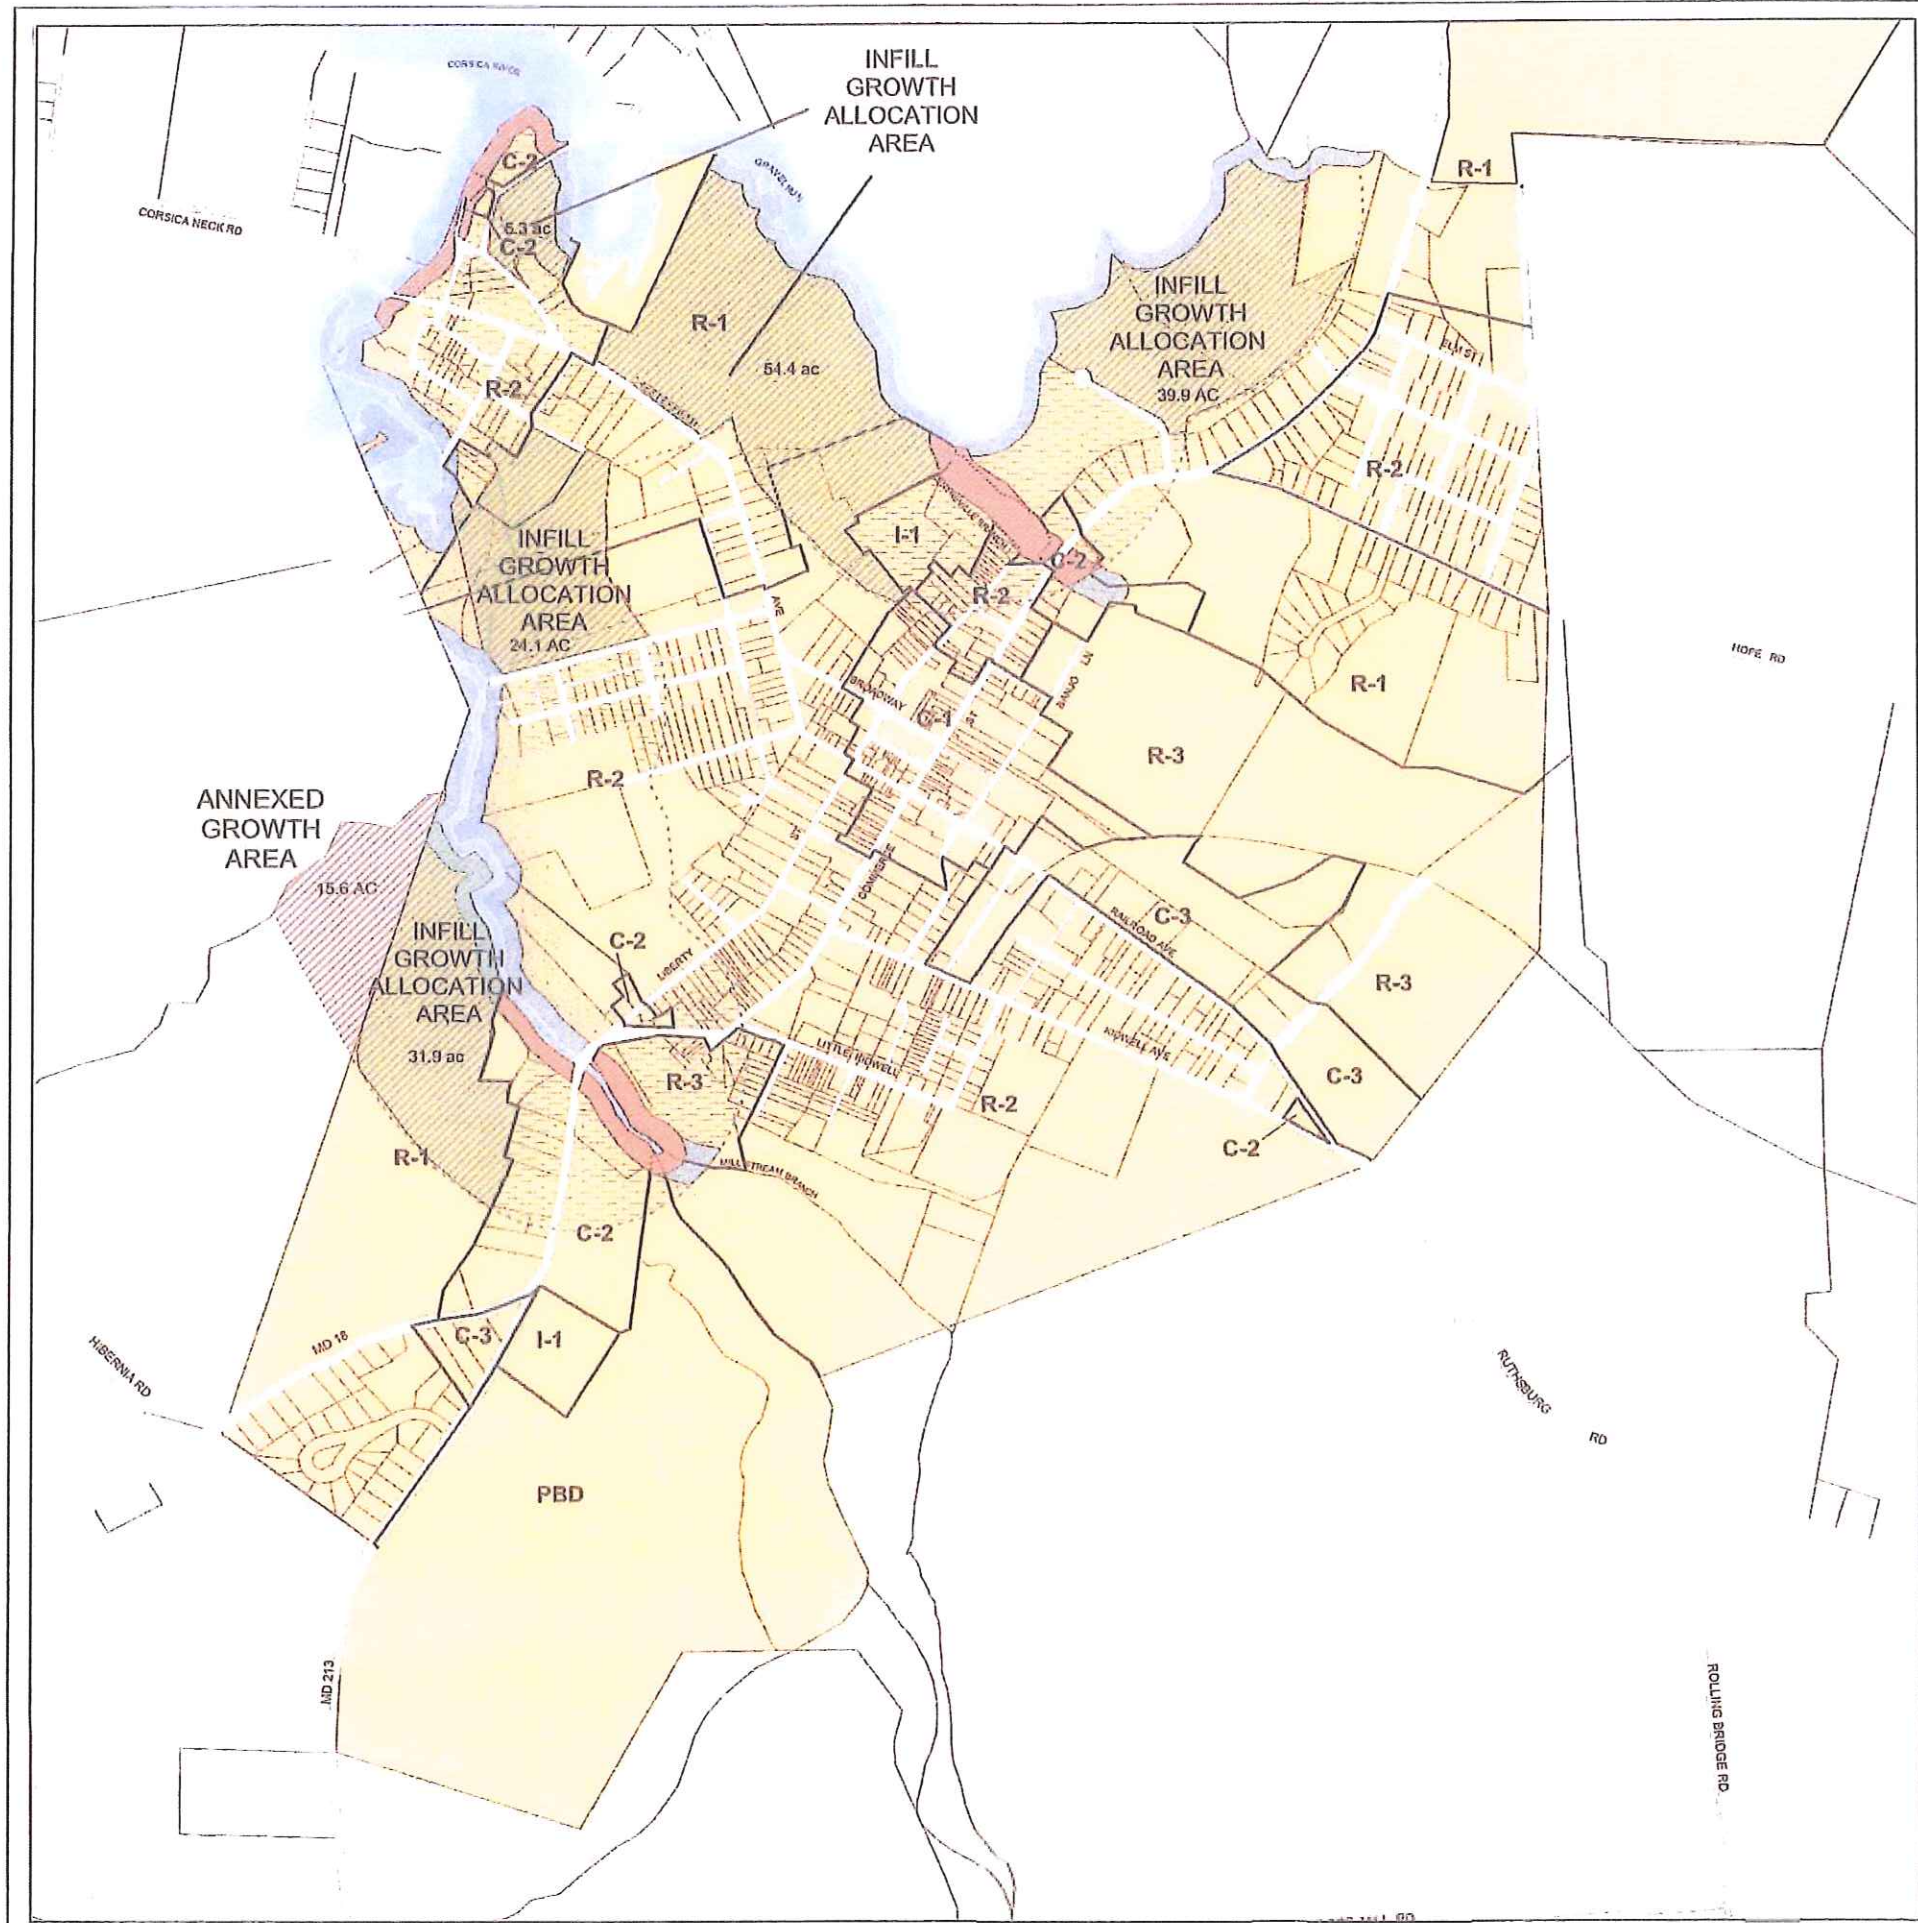 CORSICA RIVER
INFILL
GROWTH
ALLOCATION
AREA
C-2
GRAVEL RUN
R-1
CORSICA NECK RD
5.3 ac
C-2
INFILL
GROWTH
ALLOCATION
AREA
39.9 AC
R-1
54.4 ac
ELM ST
R-2
R-2
I-1
INFILL
GROWTH
ALLOCATION
AREA
24.1 AC
C-2
R-2
AVE
HOPE RD
R-1
BANJO LN
BROADWAY
C-1
ST
R-3
R-2
ANNEXED
GROWTH
AREA
15.6 AC
ST
COMMERCE
INFILL
GROWTH
ALLOCATION
AREA
31.9 ac
C-2
LIBERTY
C-3
RAILROAD AVE
R-3
KIDWELL AVE
LITTLE KIDWELL
R-3
R-2
C-3
C-2
R-1
MILL STREAM BRANCH
C-2
MD 18
C-3
I-1
HIBERNIA RD
RUTHSBURG
RD
PBD
MD 213
ROLLING BRIDGE RD